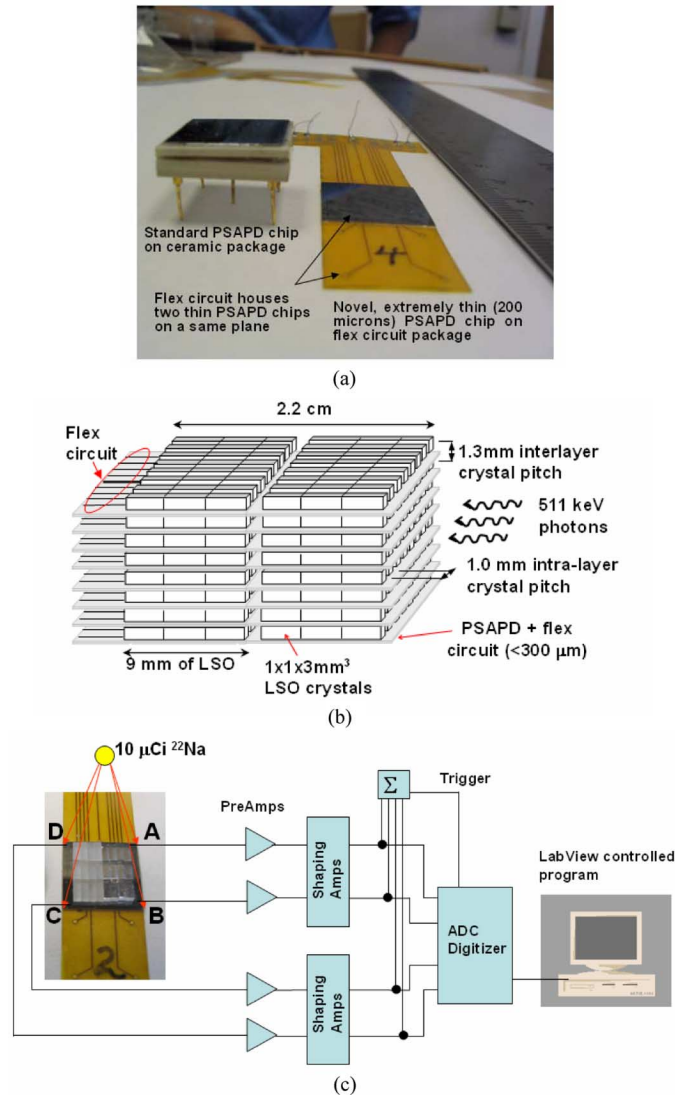 Standard PSAPD chip
on ceramic package
Flex circuit houses
two thin PSAPD chips
on a same plane
Novel, extremely thin (200
microns) PSAPD chip on
flex circuit package
4
(a)
2.2 cm
Flex
circuit
1.3mm interlayer
crystal pitch
511 keV
photons
1.0 mm intra-layer
crystal pitch
PSAPD + flex
circuit (<300 μm)
9 mm of LSO
1x1x3mm³
LSO crystals
(b)
10 μCi ²²Na
D
A
C
B
2
PreAmps
Shaping
Amps
Shaping
Amps
Σ
Trigger
ADC
Digitizer
LabView controlled
program
(c)